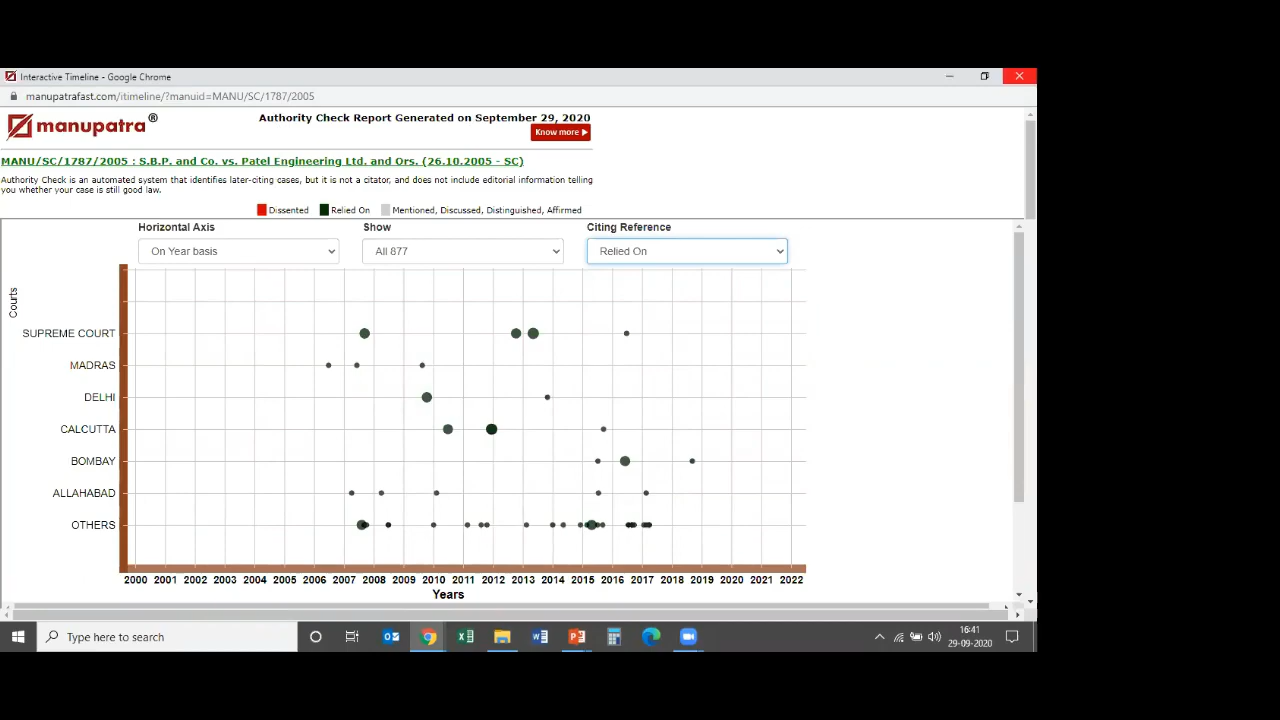 Interactive Timeline - Google Chrome
manupatrafast.com/itimeline/?manuid=MANU/SC/1787/2005
manupatra®
Authority Check Report Generated on September 29, 2020
Know more
MANU/SC/1787/2005 : S.B.P. and Co. vs. Patel Engineering Ltd. and Ors. (26.10.2005 - SC)
Authority Check is an automated system that identifies later-citing cases, but it is not a citator, and does not include editorial information telling
you whether your case is still good law.
Dissented Relied On Mentioned, Discussed, Distinguished, Affirmed
Horizontal Axis Show Citing Reference
On Year basis All 877 Relied On
Courts
SUPREME COURT
MADRAS
DELHI
CALCUTTA
BOMBAY
ALLAHABAD
OTHERS
2000 2001 2002 2003 2004 2005 2006 2007 2008 2009 2010 2011 2012 2013 2014 2015 2016 2017 2018 2019 2020 2021 2022
Years
Type here to search
16:41
29-09-2020